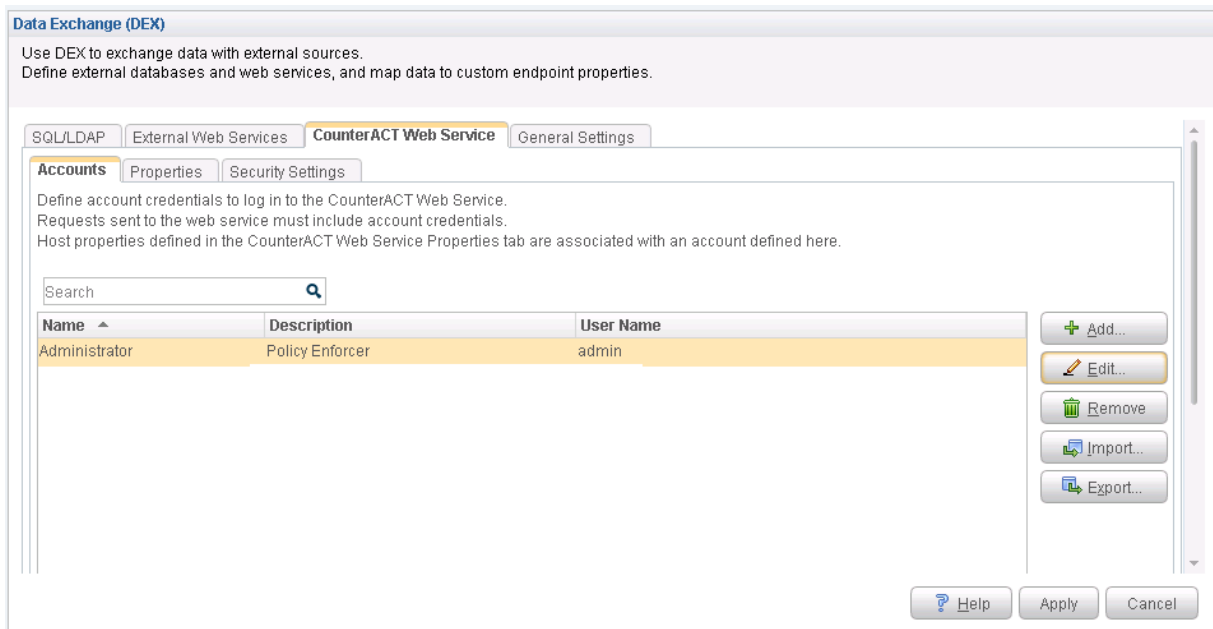 Data Exchange (DEX)
Use DEX to exchange data with external sources.
Define external databases and web services, and map data to custom endpoint properties.
SQL/LDAP External Web Services CounterACT Web Service General Settings
Accounts Properties Security Settings
Define account credentials to log in to the CounterACT Web Service.
Requests sent to the web service must include account credentials.
Host properties defined in the CounterACT Web Service Properties tab are associated with an account defined here.
Search
Name Description User Name
Administrator Policy Enforcer admin
Add...
Edit...
Remove
Import...
Export...
Help Apply Cancel